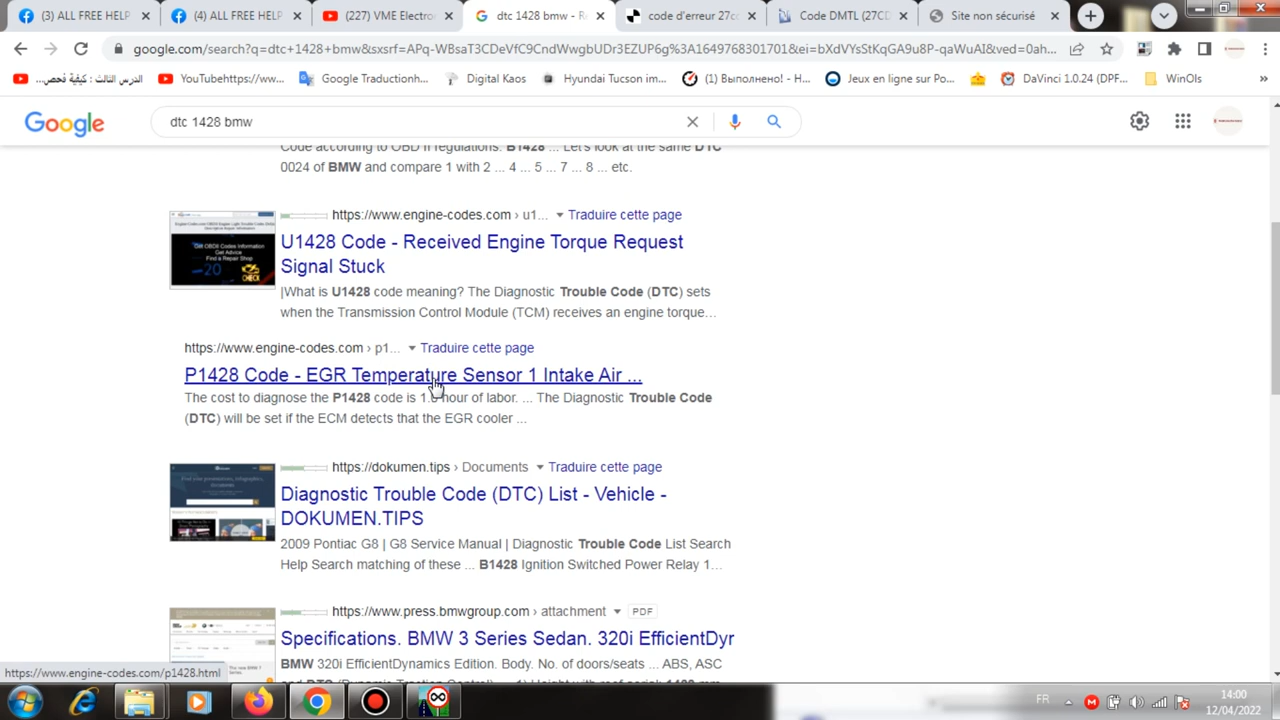 (3) ALL FREE HELP
(4) ALL FREE HELP
(227) VME Electro
dtc 1428 bmw - R
code d'erreur 27c
Code DMTL (27CD
Site non sécurisé
google.com/search?q=dtc+1428+bmw&sxsrf=APq-WBsaT3CDeVfC9CndWwgbUDr3EZUP6g%3A1649768301701&ei=bXdVYsStKqGA9u8P-qaWuAI&ved=0ah...
الدرس الثالث : كيفية فحص...
YouTubehttps://ww...
Google Traductionh...
Digital Kaos
Hyundai Tucson im...
(1) Выполнено! - H...
Jeux en ligne sur Po...
DaVinci 1.0.24 (DPF...
WinOls
»
Google
dtc 1428 bmw
Code according to OBD II regulations. B1428 ... Let's look at the same DTC
0024 of BMW and compare 1 with 2 ... 4 ... 5 ... 7 ... 8 ... etc.
https://www.engine-codes.com › u1... Traduire cette page
U1428 Code - Received Engine Torque Request
Signal Stuck
|What is U1428 code meaning? The Diagnostic Trouble Code (DTC) sets
when the Transmission Control Module (TCM) receives an engine torque...
https://www.engine-codes.com › p1... Traduire cette page
P1428 Code - EGR Temperature Sensor 1 Intake Air ...
The cost to diagnose the P1428 code is 1.0 hour of labor. ... The Diagnostic Trouble Code
(DTC) will be set if the ECM detects that the EGR cooler ...
https://dokumen.tips › Documents Traduire cette page
Diagnostic Trouble Code (DTC) List - Vehicle -
DOKUMEN.TIPS
2009 Pontiac G8 | G8 Service Manual | Diagnostic Trouble Code List Search
Help Search matching of these ... B1428 Ignition Switched Power Relay 1...
https://www.press.bmwgroup.com › attachment PDF
Specifications. BMW 3 Series Sedan. 320i EfficientDyr
BMW 320i EfficientDynamics Edition. Body. No. of doors/seats ... ABS, ASC
https://www.engine-codes.com/p1428.html
FR
14:00
12/04/2022